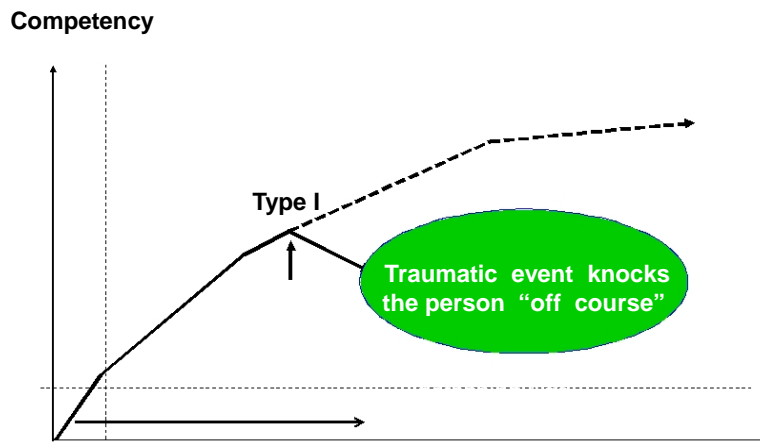 Competency
Type I
Traumatic event knocks
the person “off course”